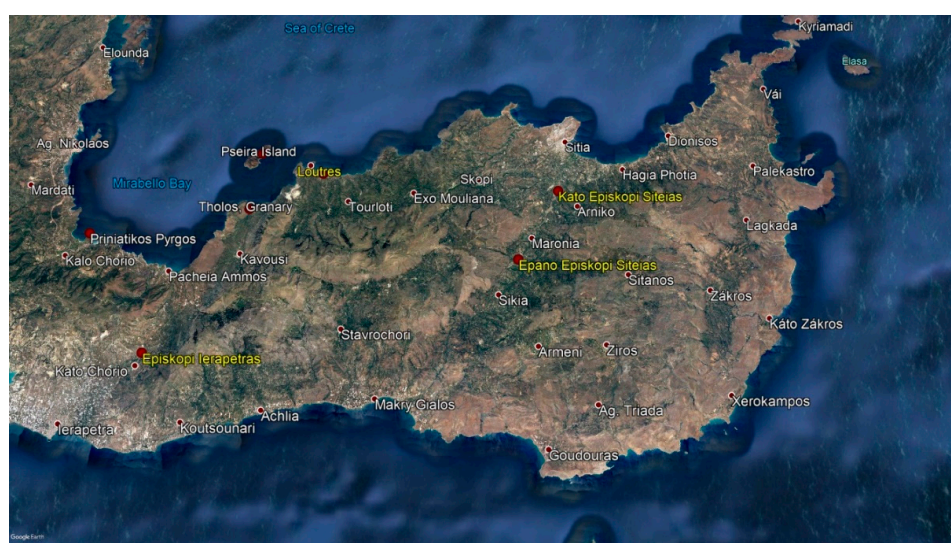 Sea of Crete
Kyriamadi
Elounda
Elasa
Vái
Ag. Nikolaos
Pseira Island
Sitia
Dionisos
Loutres
Hagia Photia
Palekastro
Mardati
Mirabello Bay
Skopi
Tourloti
Exo Mouliana
Kato Episkopi Siteias
Tholos Granary
Arniko
Lagkada
Priniatikos Pyrgos
Maronia
Kalo Chorio
Kavousi
Epano Episkopi Siteias
Pacheia Ammos
Sitanos
Sikia
Zákros
Káto Zákros
Stavrochori
Armeni
Ziros
Episkopi Ierapetras
Kato Chório
Makry Gialos
Xerokampos
Achlia
Ag. Triada
Ierapetra
Koutsounari
Goudouras
Google Earth